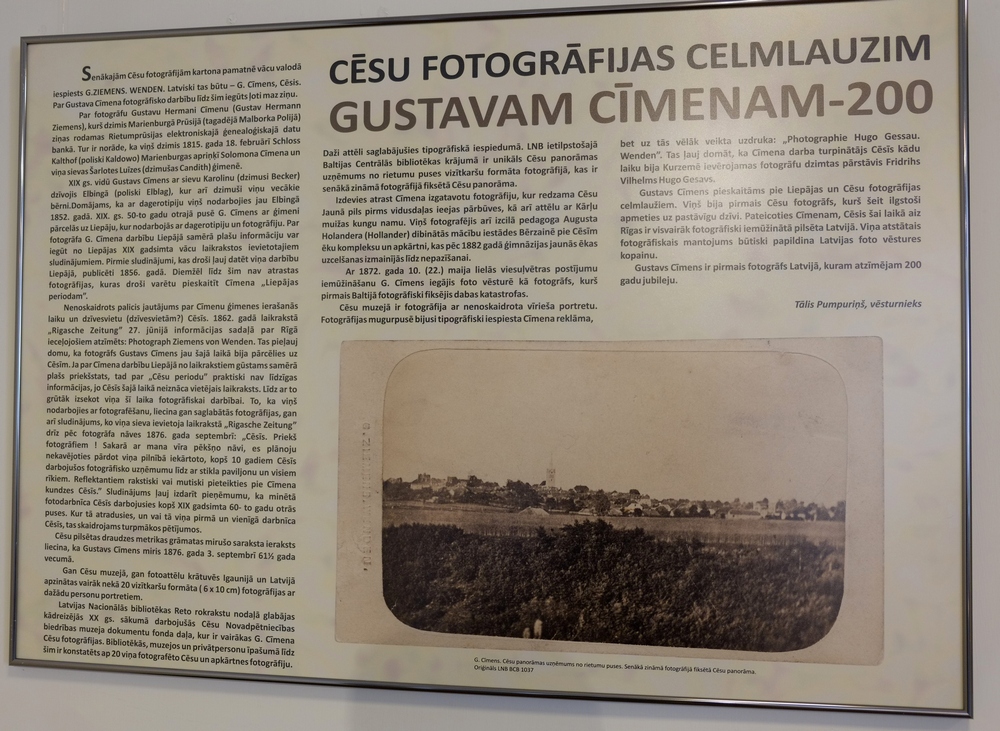 CĒSU FOTOGRĀFIJAS CELMLAUZIM
GUSTAVAM CĪMENAM-200
Senākajām Cēsu fotogrāfijām kartona pamatnē vācu valodā
iespiests G.ZIEMENS. WENDEN. Latviski tas būtu – G. Cīmens, Cēsis.
Par Gustava Cīmena fotogrāfisko darbību līdz šim iegūts ļoti maz ziņu.
Par fotogrāfu Gustavu Hermani Cīmenu (Gustav Hermann
Ziemens), kurš dzimis Marienburgā Prūsijā (tagadējā Malborka Polijā)
ziņas rodamas Rietumprūsijas elektroniskajā ģenealoģiskajā datu
bankā. Tur ir norāde, ka viņš dzimis 1815. gada 18. februārī Schloss
Kalthof (poliski Kaldowo) Marienburgas apriņķī Solomona Cīmena un
viņa sievas Šarlotes Luīzes (dzimušas Candith) ģimenē.
XIX gs. vidū Gustavs Cīmens ar sievu Karolīnu (dzimusi Becker)
dzīvojis Elbingā (poliski Elblag), kur arī dzimuši viņu vecākie
bērni.Domājams, ka ar dagerotipiju viņš nodarbojies jau Elbingā
1852. gadā. XIX gs. 50-to gadu otrajā pusē G. Cīmens ar ģimeni
pārcēlās uz Liepāju, kur nodarbojās ar dagerotipiju un fotogrāfiju. Par
fotogrāfa G. Cīmena darbību Liepājā samērā plašu informāciju var
iegūt no Liepājas XIX gadsimta vācu laikrakstos ievietotajiem
sludinājumiem. Pirmie sludinājumi, kas droši ļauj datēt viņa darbību
Liepājā, publicēti 1856. gadā. Diemžēl līdz šim nav atrastas
fotogrāfijas, kuras droši varētu pieskaitīt Cīmena „Liepājas
periodam”.
Nenoskaidrots palicis jautājums par Cīmenu ģimenes ierašanās
laiku un dzīvesvietu (dzīvesvietām?) Cēsīs. 1862. gadā laikrakstā
„Rigasche Zeitung” 27. jūnijā informācijas sadaļā par Rīgā
ieceļojošiem atzīmēts: Photograph Ziemens von Wenden. Tas pieļauj
domu, ka fotogrāfs Gustavs Cīmens jau šajā laikā bija pārcēlies uz
Cēsīm. Ja par Cīmena darbību Liepājā no laikrakstiem gūstams samērā
plašs priekšstats, tad par „Cēsu periodu” praktiski nav līdzīgas
informācijas, jo Cēsīs šajā laikā neiznāca vietējais laikraksts. Līdz ar to
grūtāk izsekot viņa šī laika fotogrāfiskai darbībai. To, ka viņš
nodarbojies ar fotografēšanu, liecina gan saglabātās fotogrāfijas, gan
arī sludinājums, ko viņa sieva ievietoja laikrakstā „Rigasche Zeitung”
drīz pēc fotogrāfa nāves 1876. gada septembrī: „Cēsīs. Priekš
fotogrāfiem ! Sakarā ar mana vīra pēkšņo nāvi, es plānoju
nekavējoties pārdot viņa pilnībā iekārtoto, kopš 10 gadiem Cēsīs
darbojušos fotogrāfisko uzņēmumu līdz ar stikla paviljonu un visiem
rīkiem. Reflektantiem rakstiski vai mutiski pieteikties pie Cīmena
kundzes Cēsīs.” Sludinājums ļauj izdarīt pieņēmumu, ka minētā
fotodarbnīca Cēsīs darbojusies kopš XIX gadsimta 60- to gadu otrās
puses. Kur tā atradusies, un vai tā viņa pirmā un vienīgā darbnīca
Cēsīs, tas skaidrojams turpmākos pētījumos.
Cēsu pilsētas draudzes metrikas grāmatas mirušo saraksta ieraksts
liecina, ka Gustavs Cīmens miris 1876. gada 3. septembrī 61½ gada
vecumā.
Gan Cēsu muzejā, gan fotoattēlu krātuvēs Igaunijā un Latvijā
apzinātas vairāk nekā 20 vizītkaršu formāta ( 6 x 10 cm) fotogrāfijas ar
dažādu personu portretiem.
Latvijas Nacionālās bibliotēkas Reto rokrakstu nodaļā glabājas
kādreizējās XX gs. sākumā darbojušās Cēsu Novadpētniecības
biedrības muzeja dokumentu fonda daļa, kur ir vairākas G. Cīmena
Cēsu fotogrāfijas. Bibliotēkās, muzejos un privātpersonu īpašumā līdz
šim ir konstatēts ap 20 viņa fotografēto Cēsu un apkārtnes fotogrāfiju.
Daži attēli saglabājušies tipogrāfiskā iespiedumā. LNB ietilpstošajā
Baltijas Centrālās bibliotēkas krājumā ir unikāls Cēsu panorāmas
uzņēmums no rietumu puses vizītkaršu formāta fotogrāfijā, kas ir
senākā zināmā fotogrāfijā fiksētā Cēsu panorāma.
Izdevies atrast Cīmena izgatavotu fotogrāfiju, kur redzama Cēsu
Jaunā pils pirms vidusdaļas ieejas pārbūves, kā arī attēlu ar Kārļu
muižas kungu namu. Viņš fotografējis arī izcilā pedagoga Augusta
Holandera (Hollander) dibinātās mācību iestādes Bērzainē pie Cēsīm
ēku kompleksu un apkārtni, kas pēc 1882 gadā ģimnāzijas jaunās ēkas
uzcelšanas izmainījās līdz nepazīšanai.
Ar 1872. gada 10. (22.) maija lielās viesuļvētras postījumu
iemūžināšanu G. Cīmens iegājis foto vēsturē kā fotogrāfs, kurš
pirmais Baltijā fotogrāfiski fiksējis dabas katastrofas.
Cēsu muzejā ir fotogrāfija ar nenoskaidrota vīrieša portretu.
Fotogrāfijas mugurpusē bijusi tipogrāfiski iespiesta Cīmena reklāma,
bet uz tās vēlāk veikta uzdruka: „Photographie Hugo Gessau.
Wenden”. Tas ļauj domāt, ka Cīmena darba turpinātājs Cēsīs kādu
laiku bija Kurzemē ievērojamas fotogrāfu dzimtas pārstāvis Fridrihs
Vilhelms Hugo Gesavs.
Gustavs Cīmens pieskaitāms pie Liepājas un Cēsu fotogrāfijas
celmlaužiem. Viņš bija pirmais Cēsu fotogrāfs, kurš šeit ilgstoši
apmeties uz pastāvīgu dzīvi. Pateicoties Cīmenam, Cēsis šai laikā aiz
Rīgas ir visvairāk fotogrāfiski iemūžinātā pilsēta Latvijā. Viņa atstātais
fotogrāfiskais mantojums būtiski papildina Latvijas foto vēstures
kopainu.
Gustavs Cīmens ir pirmais fotogrāfs Latvijā, kuram atzīmējam 200
gadu jubileju.
Tālis Pumpuriņš, vēsturnieks
G. Cīmens. Cēsu panorāmas uzņēmums no rietumu puses. Senākā zināmā fotogrāfijā fiksētā Cēsu panorāma.
Oriģināls LNB BCB 1037